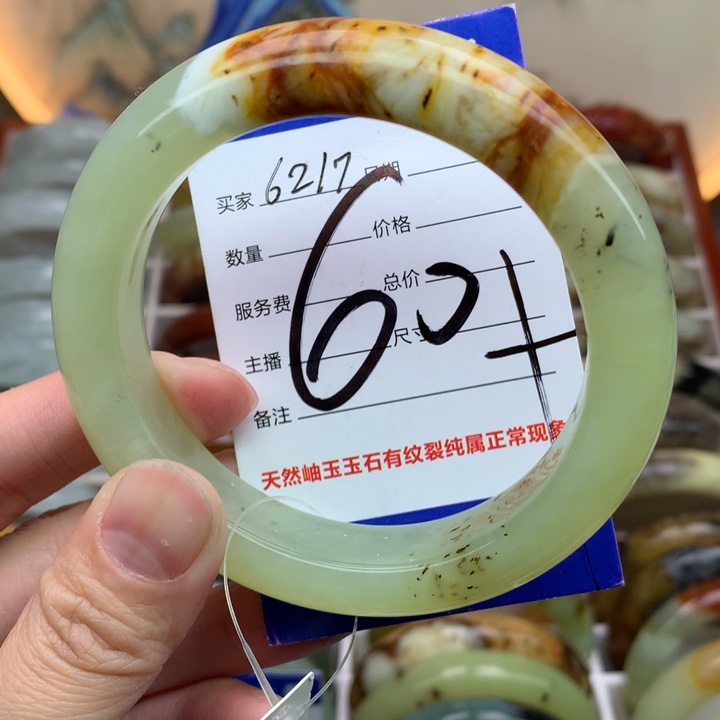 买家 6217 日期
数量 价格
服务费 总价
60+
主播 尺寸
备注
天然岫玉玉石有纹裂纯属正常现象